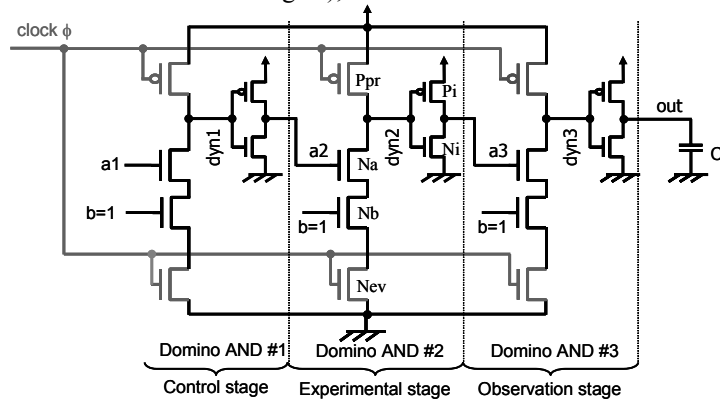 clock ϕ
Ppr
Pi
out
dyn1
dyn2
dyn3
a1
a2
Na
Ni
a3
C
b=1
b=1
Nb
b=1
Nev
Domino AND #1
Domino AND #2
Domino AND #3
Control stage
Experimental stage
Observation stage